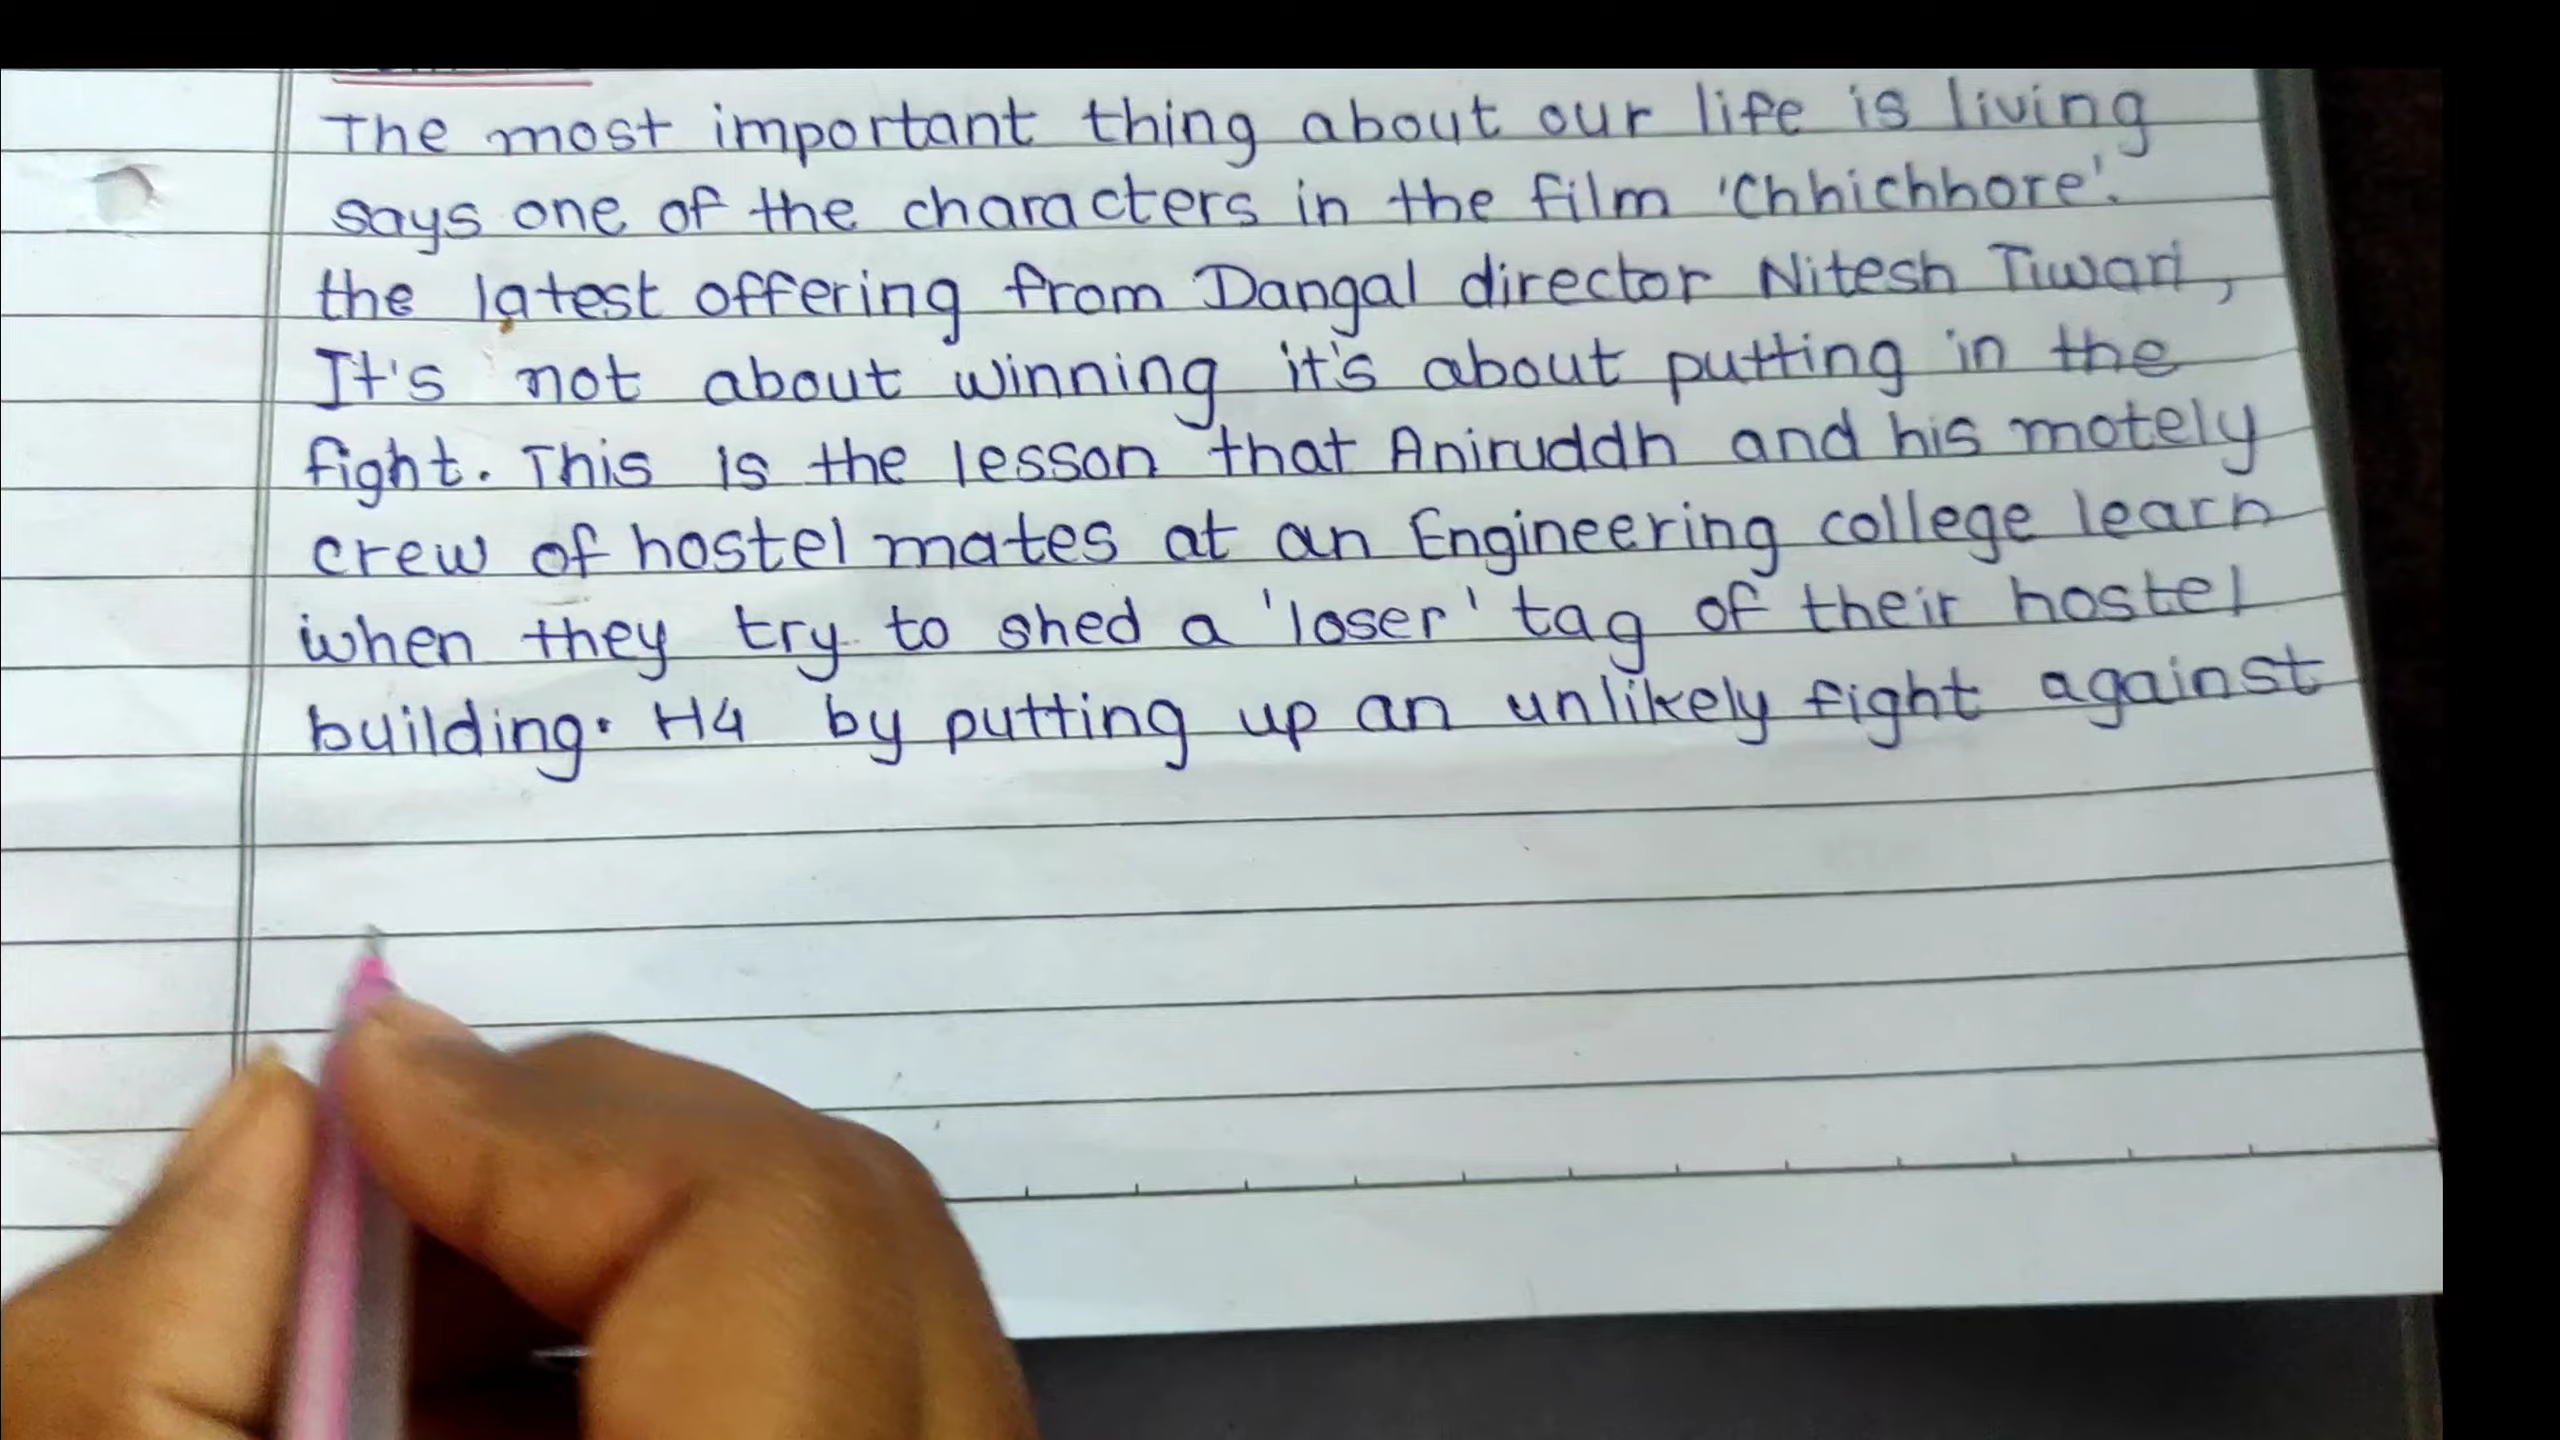 The most important thing about our life is living
says one of the characters in the film 'Chhichhore'.
the latest offering from Dangal director Nitesh Tiwari,
It's not about winning it's about putting in the
fight. This is the lesson that Aniruddh and his motely
crew of hostel mates at an Engineering college learn
when they try to shed a 'loser' tag of their hostel
building. H4 by putting up an unlikely fight against